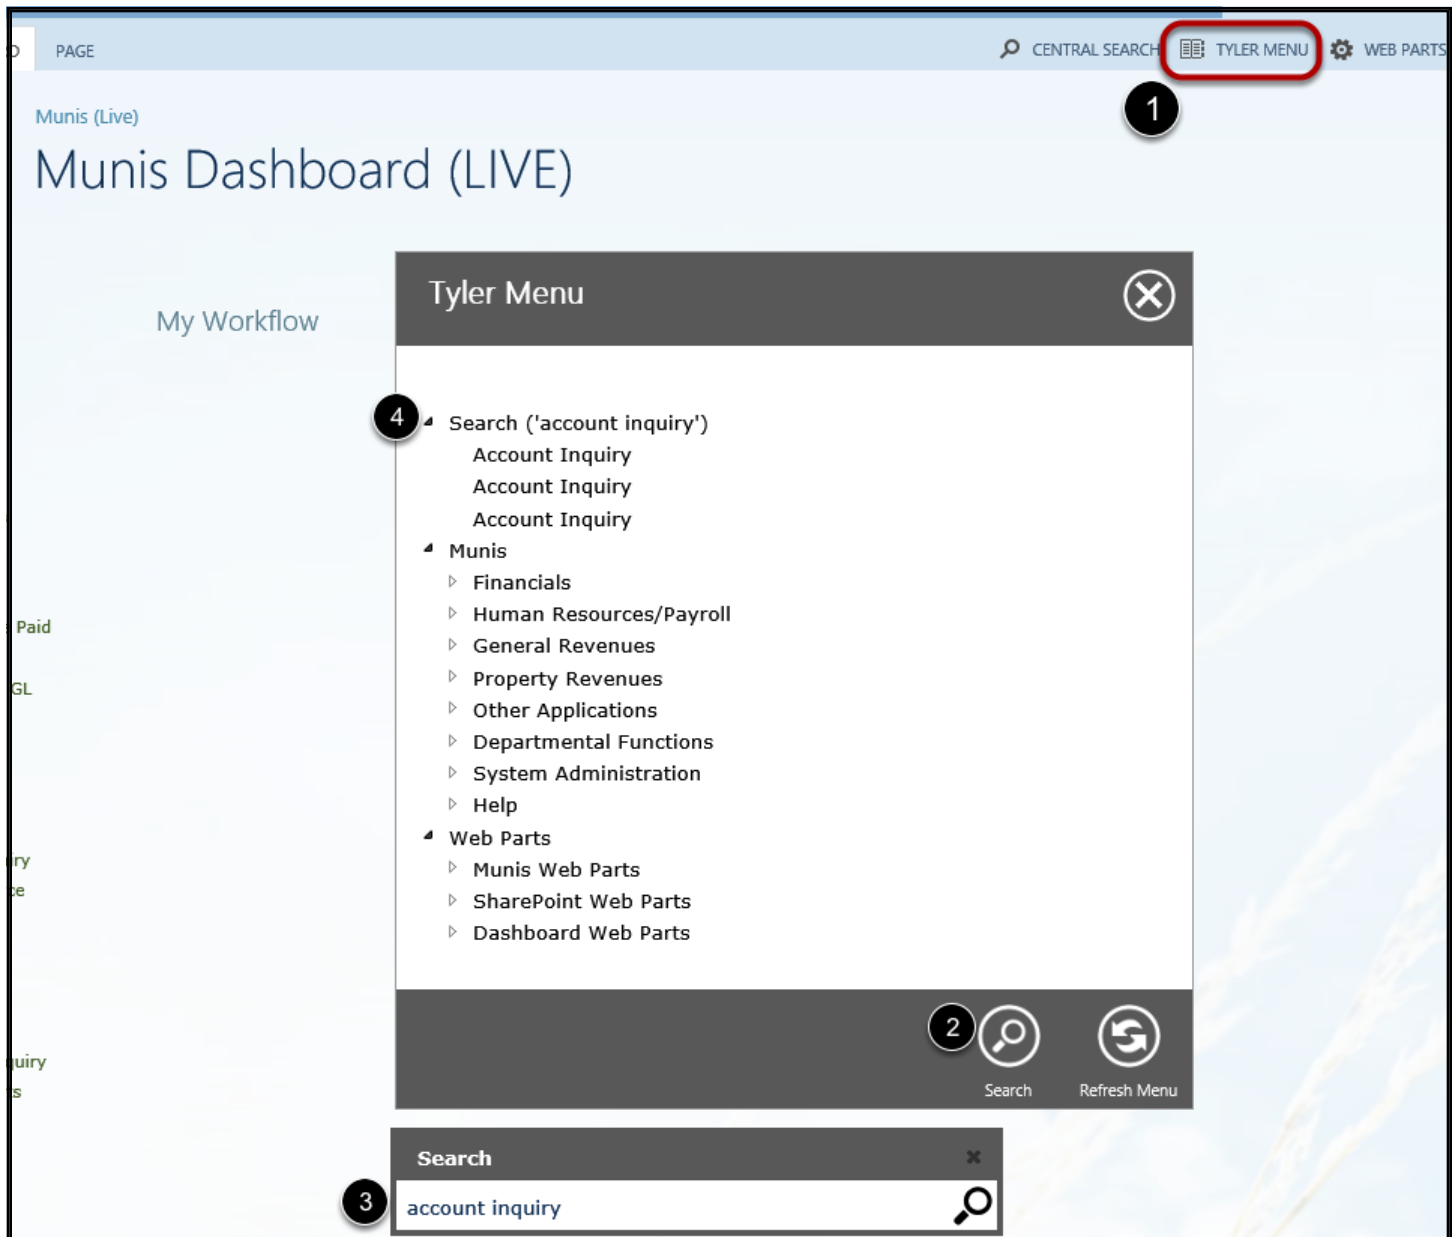 PAGE
CENTRAL SEARCH TYLER MENU WEB PARTS
1
Munis (Live)
Munis Dashboard (LIVE)
My Workflow
Tyler Menu
4
Search ('account inquiry')
Account Inquiry
Account Inquiry
Account Inquiry
Munis
Financials
Human Resources/Payroll
General Revenues
Property Revenues
Other Applications
Departmental Functions
System Administration
Help
Web Parts
Munis Web Parts
SharePoint Web Parts
Dashboard Web Parts
Paid
GL
2
Search Refresh Menu
Search
3
account inquiry